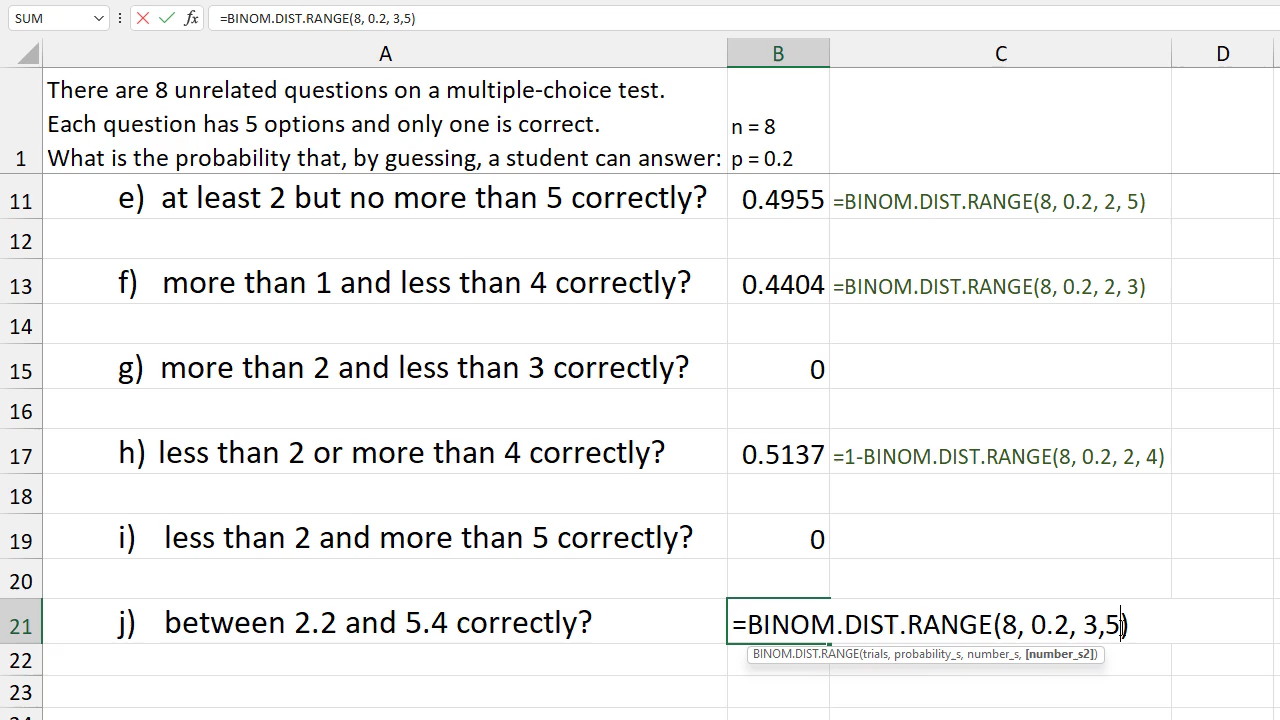 SUM
fx =BINOM.DIST.RANGE(8, 0.2, 3,5)
A B C D
There are 8 unrelated questions on a multiple-choice test.
Each question has 5 options and only one is correct. n = 8
1 What is the probability that, by guessing, a student can answer: p = 0.2
11 e) at least 2 but no more than 5 correctly? 0.4955 =BINOM.DIST.RANGE(8, 0.2, 2, 5)
12
13 f) more than 1 and less than 4 correctly? 0.4404 =BINOM.DIST.RANGE(8, 0.2, 2, 3)
14
15 g) more than 2 and less than 3 correctly? 0
16
17 h) less than 2 or more than 4 correctly? 0.5137 =1-BINOM.DIST.RANGE(8, 0.2, 2, 4)
18
19 i) less than 2 and more than 5 correctly? 0
20
21 j) between 2.2 and 5.4 correctly? =BINOM.DIST.RANGE(8, 0.2, 3,5)
22 BINOM.DIST.RANGE(trials, probability_s, number_s, [number_s2])
23